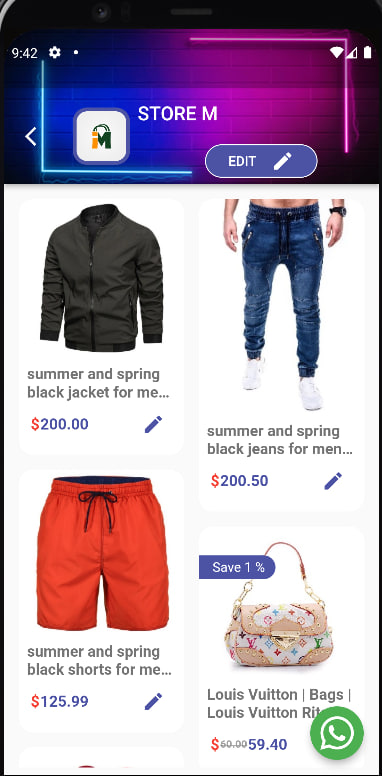 9:42
STORE M
M
EDIT
summer and spring
black jacket for me...
$200.00
summer and spring
black jeans for men...
$200.50
summer and spring
black shorts for me...
$125.99
Save 1 %
Louis Vuitton | Bags |
Louis Vuitton
$60.00 59.40